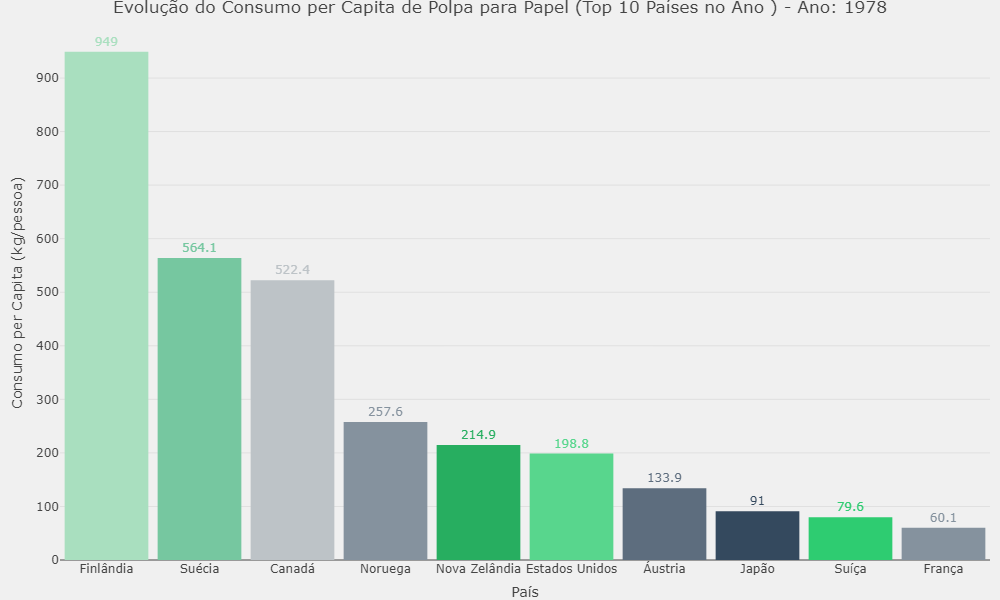 Evolução do Consumo per Capita de Polpa para Papel (Top 10 Países no Ano ) - Ano: 1978
Consumo per Capita (kg/pessoa)
900
800
700
600
500
400
300
200
100
0
949
564.1
522.4
257.6
214.9
198.8
133.9
91
79.6
60.1
Finlândia
Suécia
Canadá
Noruega
Nova Zelândia
Estados Unidos
Áustria
Japão
Suíça
França
País